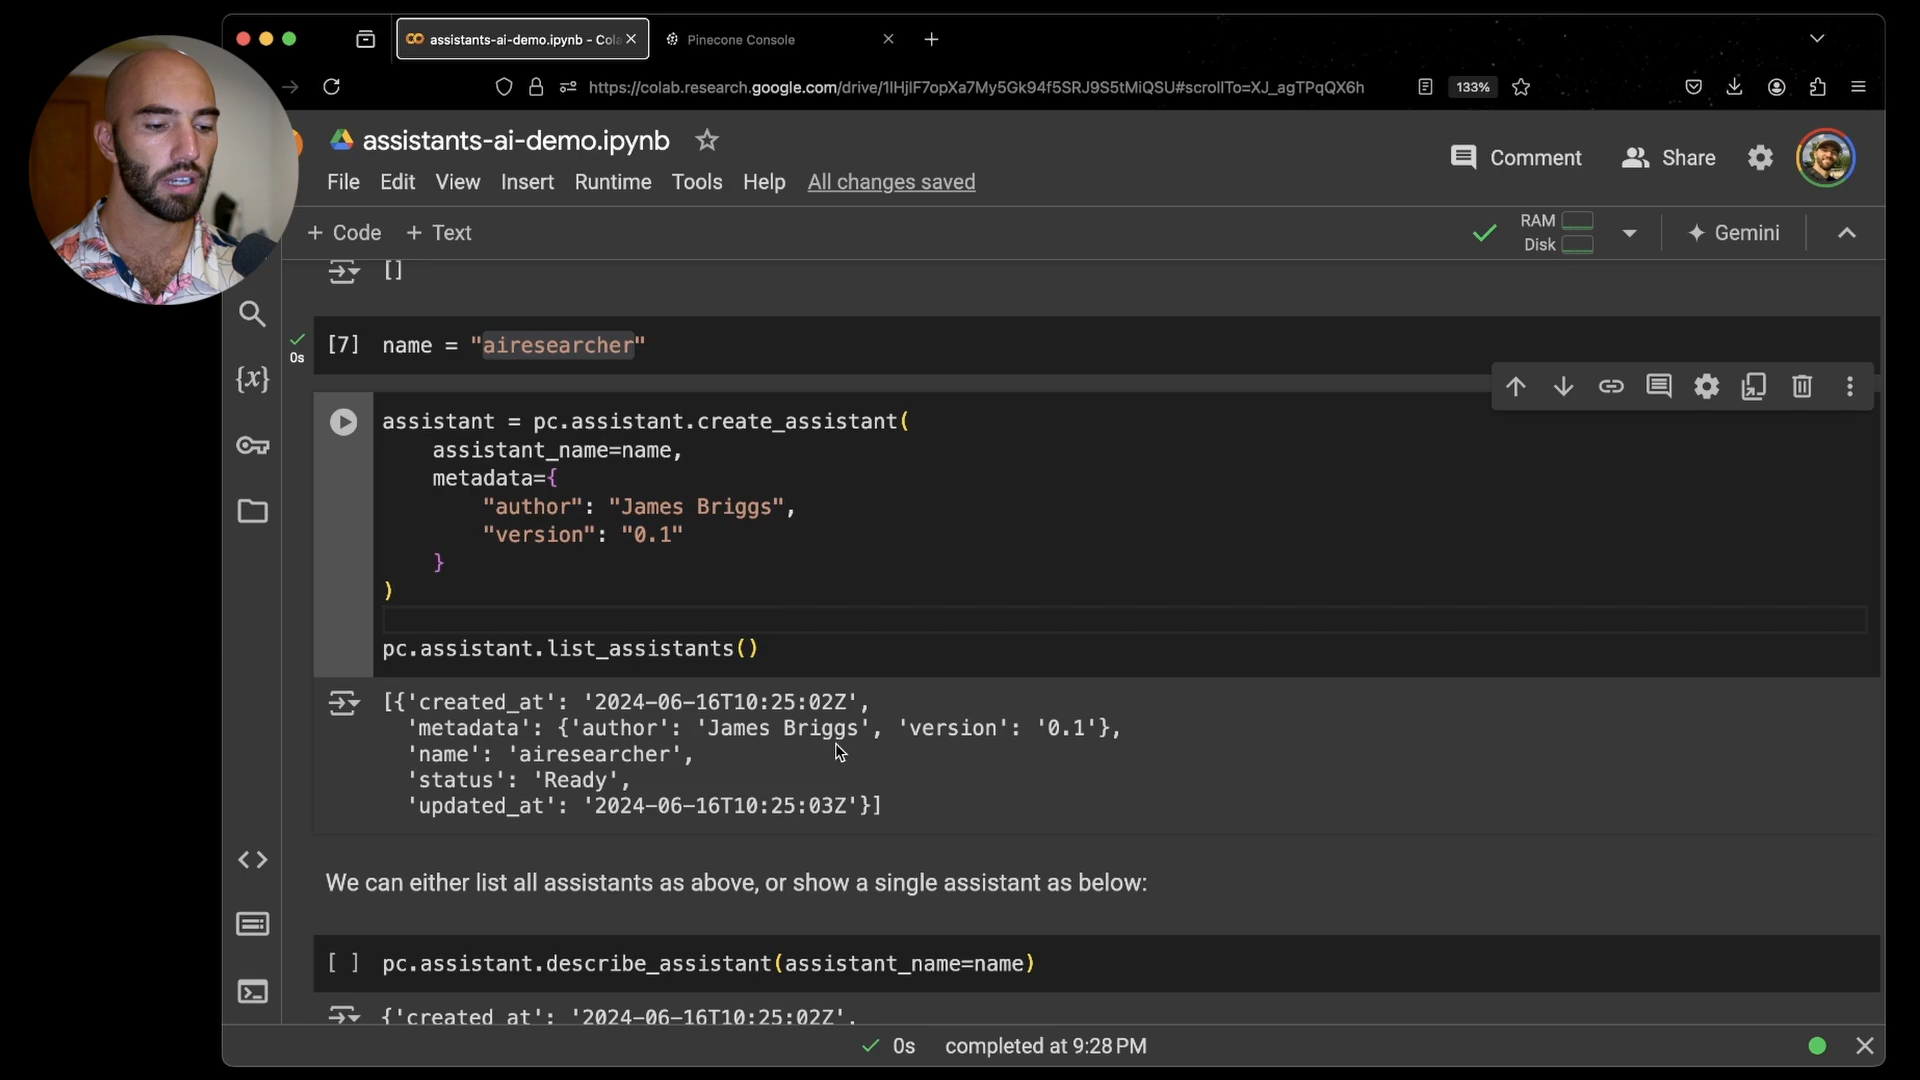 assistants-ai-demo.ipynb - Cola
Pinecone Console
https://colab.research.google.com/drive/1IHjIF7opXa7My5Gk94f5SRJ9S5tMiQSU#scrollTo=XJ_agTPqQX6h
133%
assistants-ai-demo.ipynb
Comment
Share
File Edit View Insert Runtime Tools Help All changes saved
+ Code + Text
RAM
Disk
Gemini
[]
0s
[7] name = "airesearcher"
assistant = pc.assistant.create_assistant(
    assistant_name=name,
    metadata={
        "author": "James Briggs",
        "version": "0.1"
    }
)
pc.assistant.list_assistants()
[{'created_at': '2024-06-16T10:25:02Z',
  'metadata': {'author': 'James Briggs', 'version': '0.1'},
  'name': 'airesearcher',
  'status': 'Ready',
  'updated_at': '2024-06-16T10:25:03Z'}]
We can either list all assistants as above, or show a single assistant as below:
[ ] pc.assistant.describe_assistant(assistant_name=name)
{'created_at': '2024-06-16T10:25:02Z',
0s completed at 9:28 PM